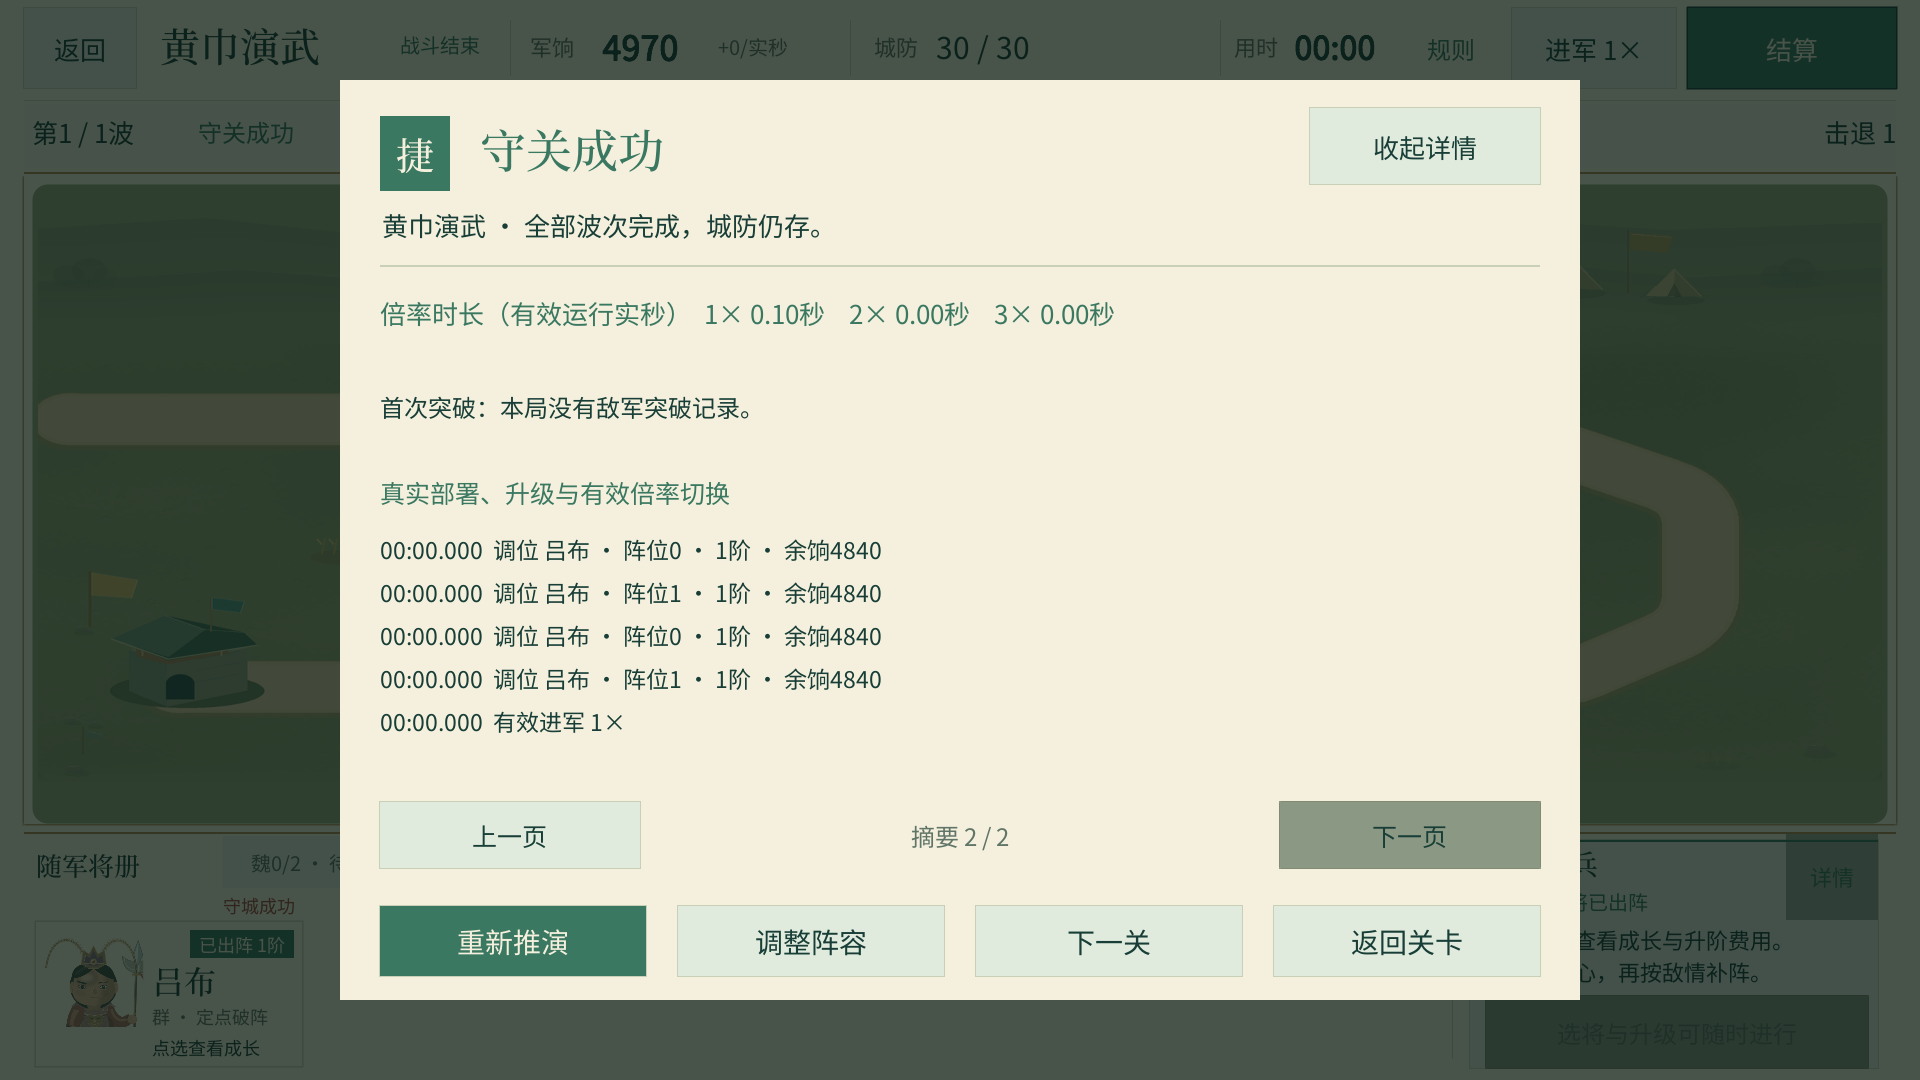 返回
黄巾演武
战斗结束
军饷 4970 +0/实秒
城防 30 / 30
用时 00:00
规则
进军 1×
结算
第1 / 1波
守关成功
击退 1
捷
守关成功
收起详情
黄巾演武 · 全部波次完成，城防仍存。
倍率时长（有效运行实秒） 1× 0.10秒 2× 0.00秒 3× 0.00秒
首次突破：本局没有敌军突破记录。
真实部署、升级与有效倍率切换
00:00.000 调位 吕布 · 阵位0 · 1阶 · 余饷4840
00:00.000 调位 吕布 · 阵位1 · 1阶 · 余饷4840
00:00.000 调位 吕布 · 阵位0 · 1阶 · 余饷4840
00:00.000 调位 吕布 · 阵位1 · 1阶 · 余饷4840
00:00.000 有效进军 1×
上一页
摘要 2 / 2
下一页
重新推演
调整阵容
下一关
返回关卡
随军将册
魏0/2 ·
守城成功
已出阵 1阶
吕布
群 · 定点破阵
点选查看成长
兵
详情
将已出阵
查看成长与升阶费用。
心，再按敌情补阵。
选将与升级可随时进行